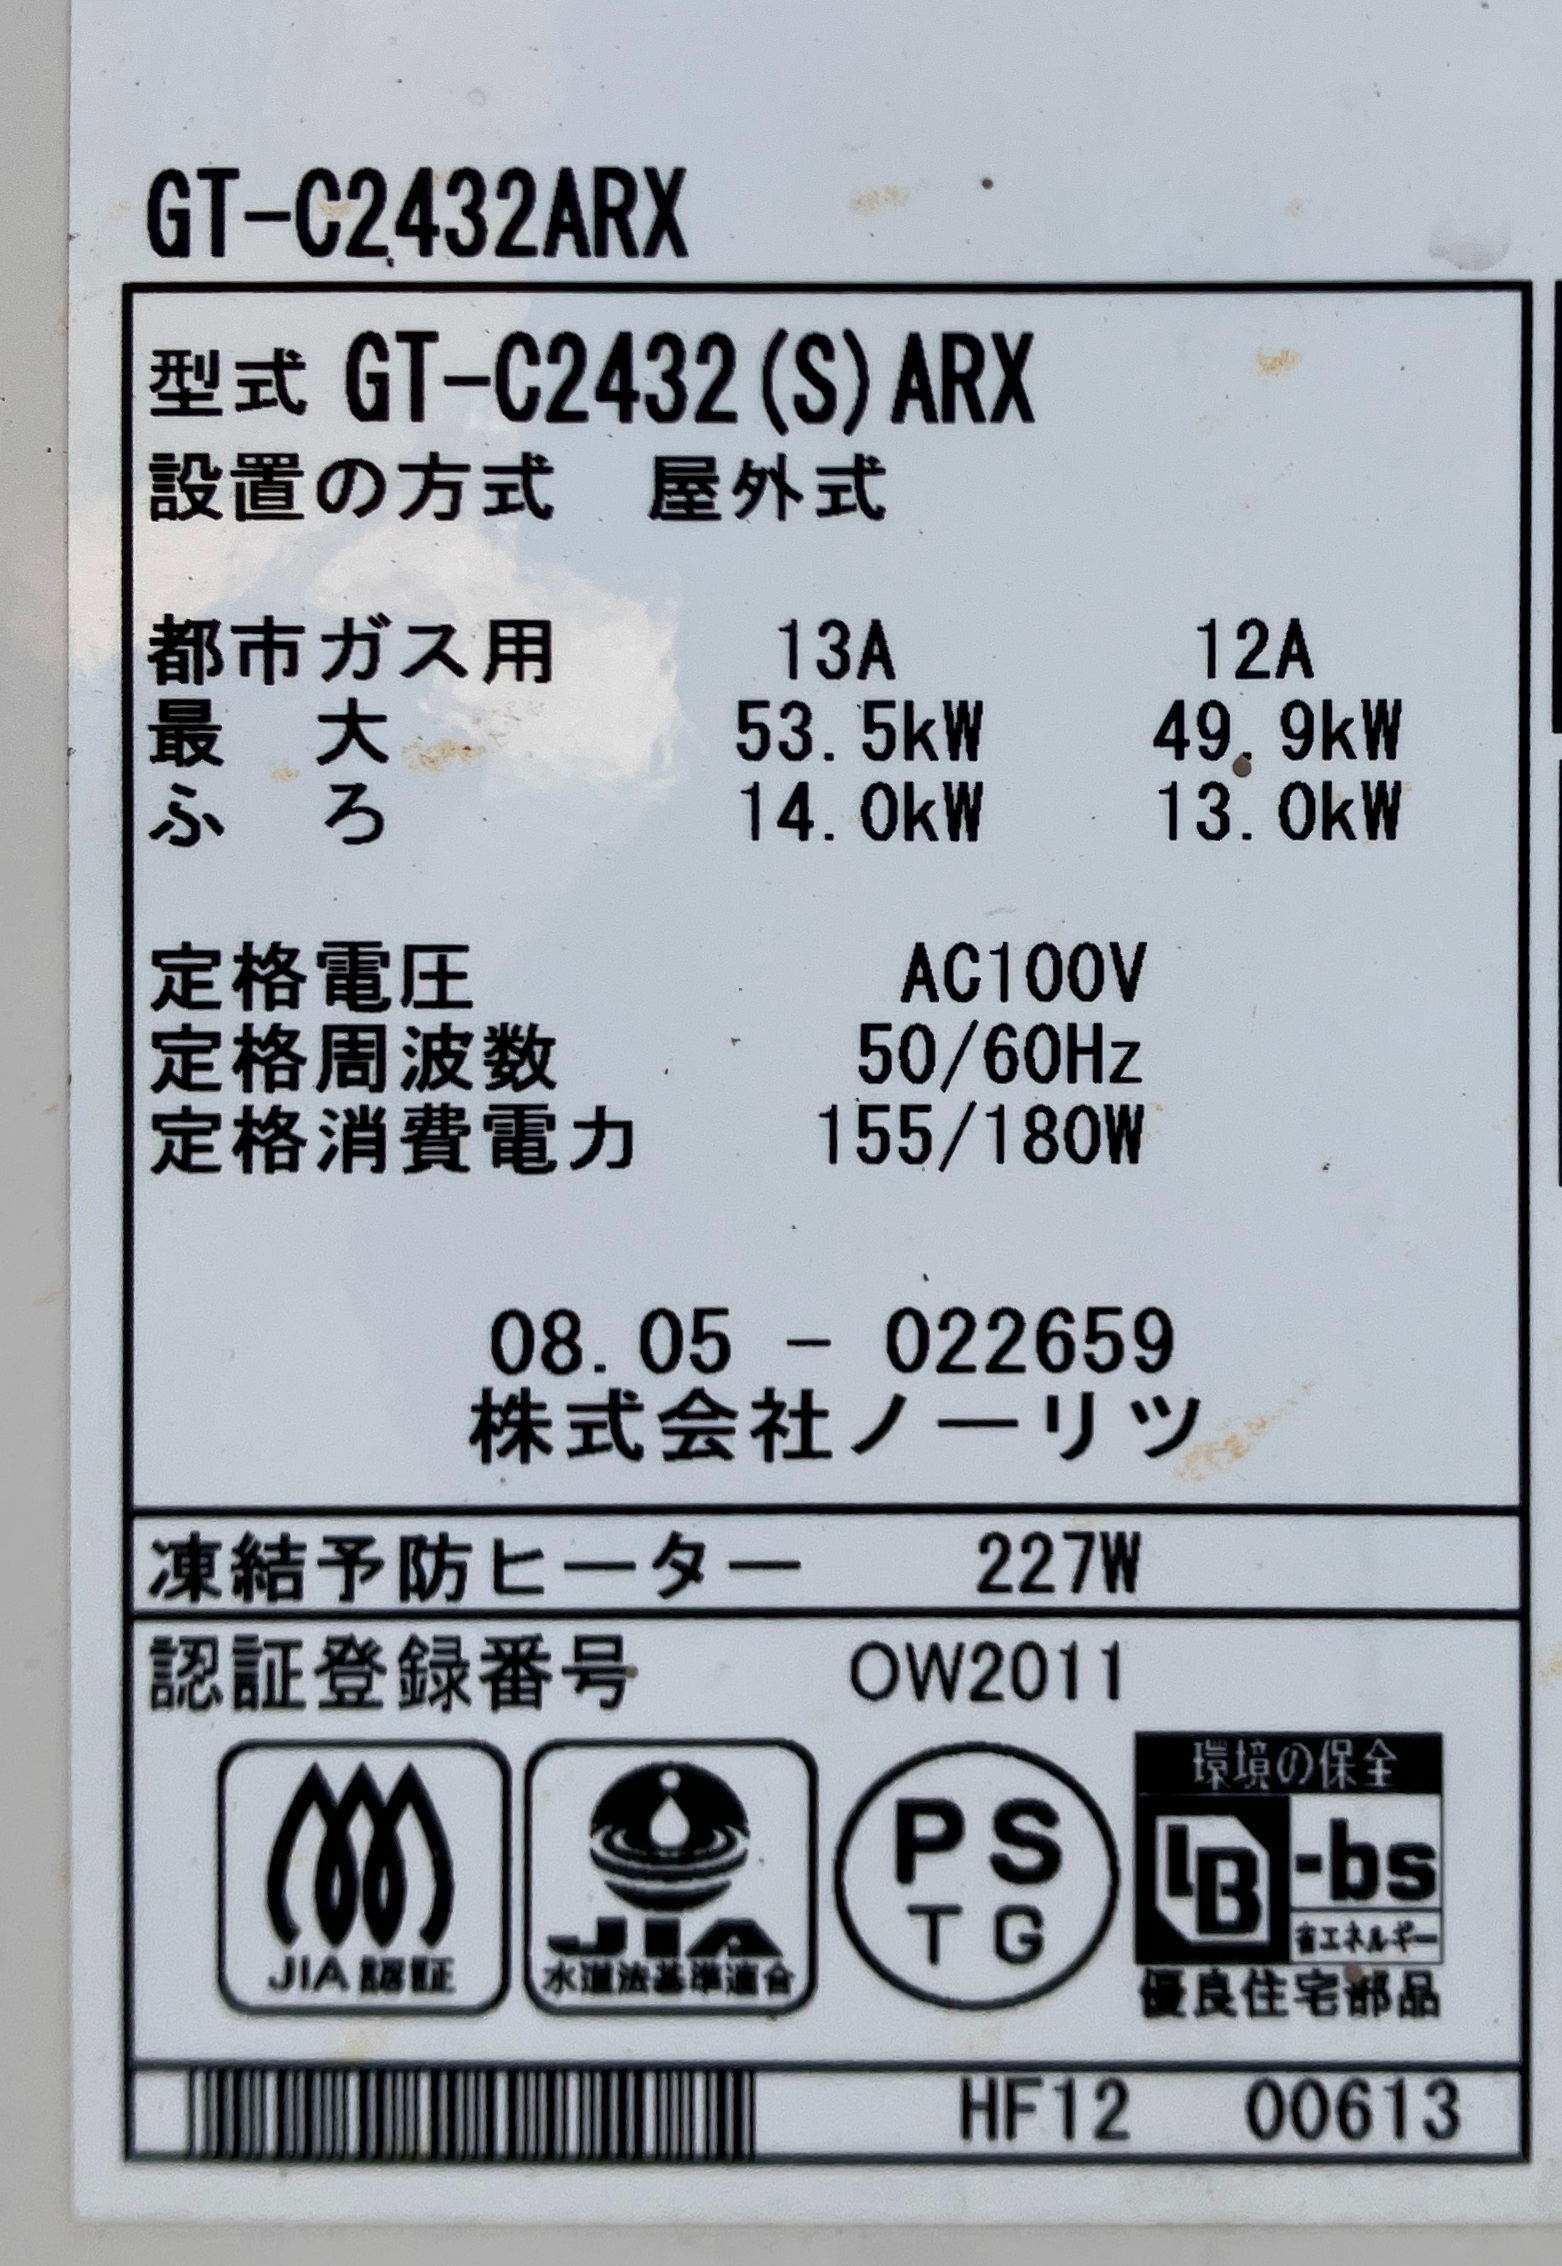 GT-C2432ARX
型式 GT-C2432(S)ARX
設置の方式 屋外式
都市ガス用 13A 12A
最 大 53.5kW 49.9kW
ふ ろ 14.0kW 13.0kW
定格電圧 AC100V
定格周波数 50/60Hz
定格消費電力 155/180W
08.05 - 022659
株式会社ノーリツ
凍結予防ヒーター 227W
認証登録番号 OW2011
環境の保全
PS
TG
BL-bs
省エネルギー
JIA認証
JIA
水道法基準適合
優良住宅部品
HF12 00613